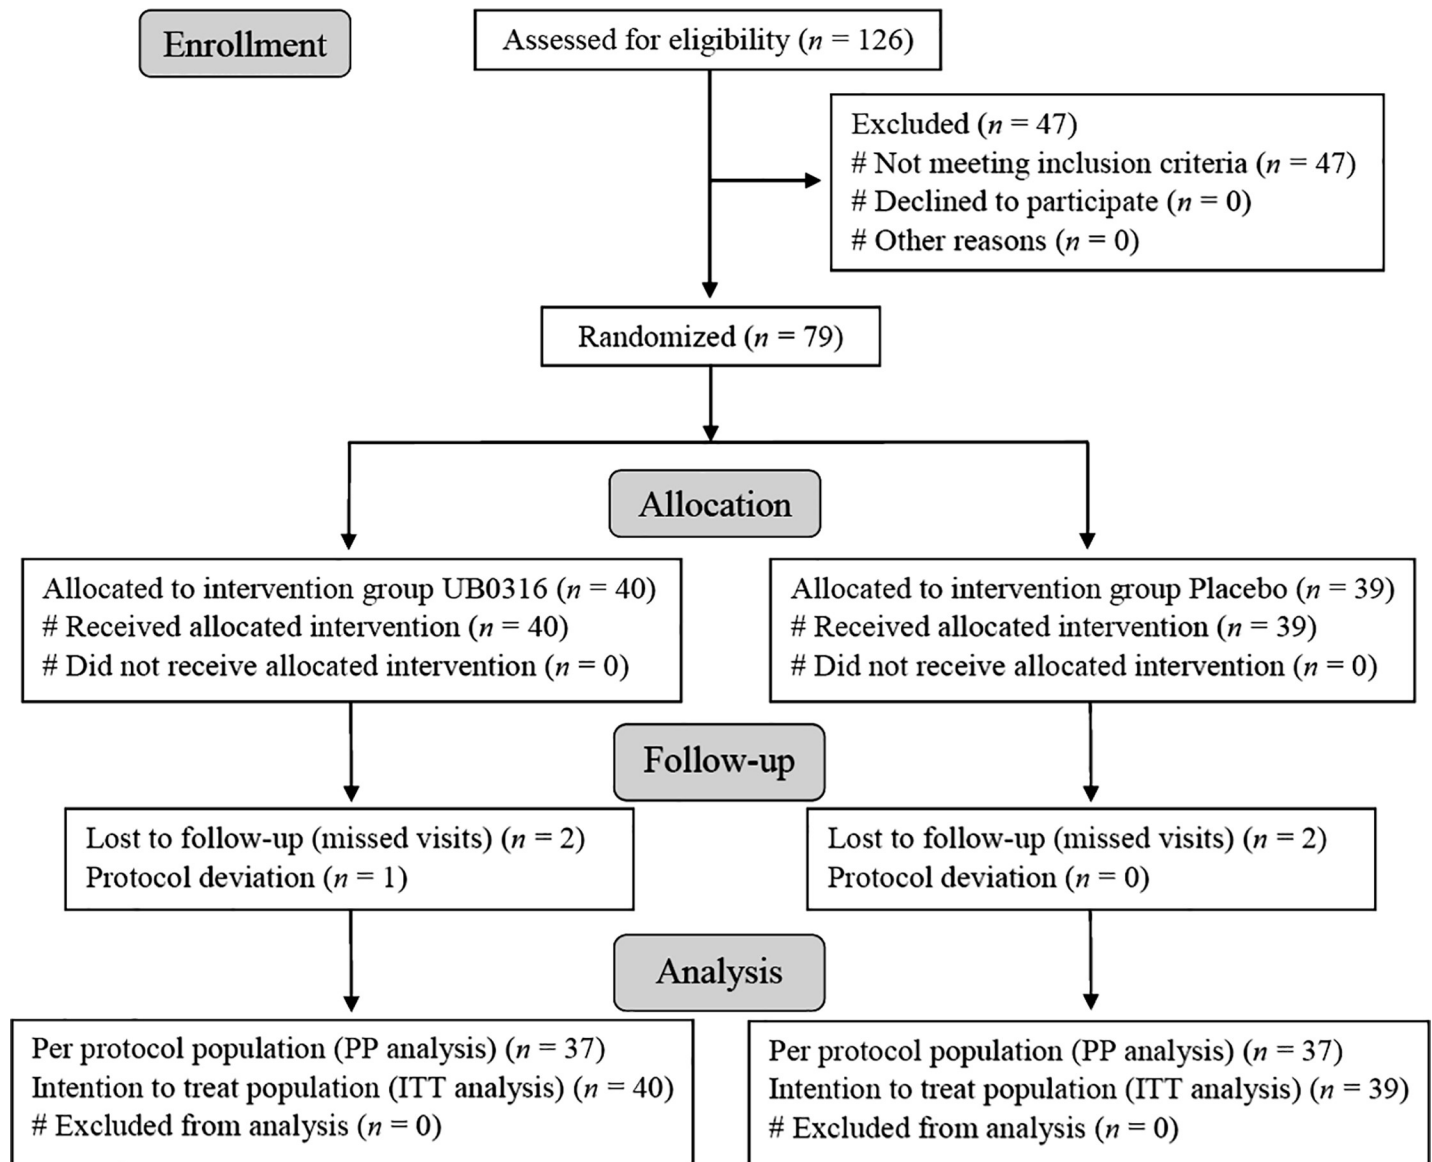 Enrollment
Assessed for eligibility (n = 126)
Excluded (n = 47)
# Not meeting inclusion criteria (n = 47)
# Declined to participate (n = 0)
# Other reasons (n = 0)
Randomized (n = 79)
Allocation
Allocated to intervention group UB0316 (n = 40)
# Received allocated intervention (n = 40)
# Did not receive allocated intervention (n = 0)
Allocated to intervention group Placebo (n = 39)
# Received allocated intervention (n = 39)
# Did not receive allocated intervention (n = 0)
Follow-up
Lost to follow-up (missed visits) (n = 2)
Protocol deviation (n = 1)
Lost to follow-up (missed visits) (n = 2)
Protocol deviation (n = 0)
Analysis
Per protocol population (PP analysis) (n = 37)
Intention to treat population (ITT analysis) (n = 40)
# Excluded from analysis (n = 0)
Per protocol population (PP analysis) (n = 37)
Intention to treat population (ITT analysis) (n = 39)
# Excluded from analysis (n = 0)